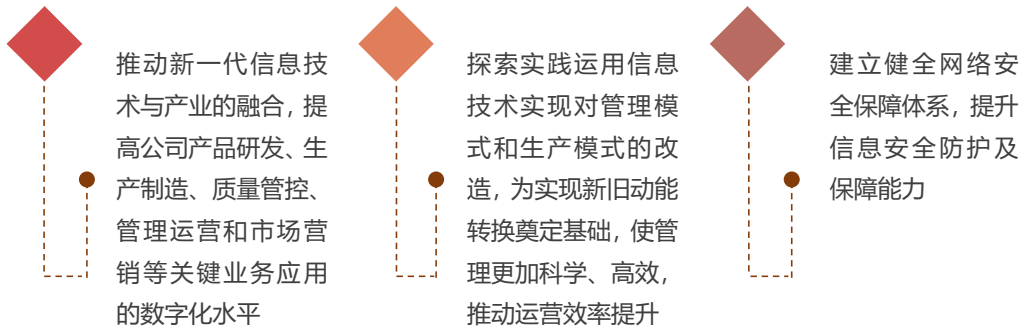 推动新一代信息技
术与产业的融合，提
高公司产品研发、生
产制造、质量管控、
管理运营和市场营
销等关键业务应用
的数字化水平
探索实践运用信息
技术实现对管理模
式和生产模式的改
造，为实现新旧动能
转换奠定基础，使管
理更加科学、高效，
推动运营效率提升
建立健全网络安
全保障体系，提升
信息安全防护及
保障能力